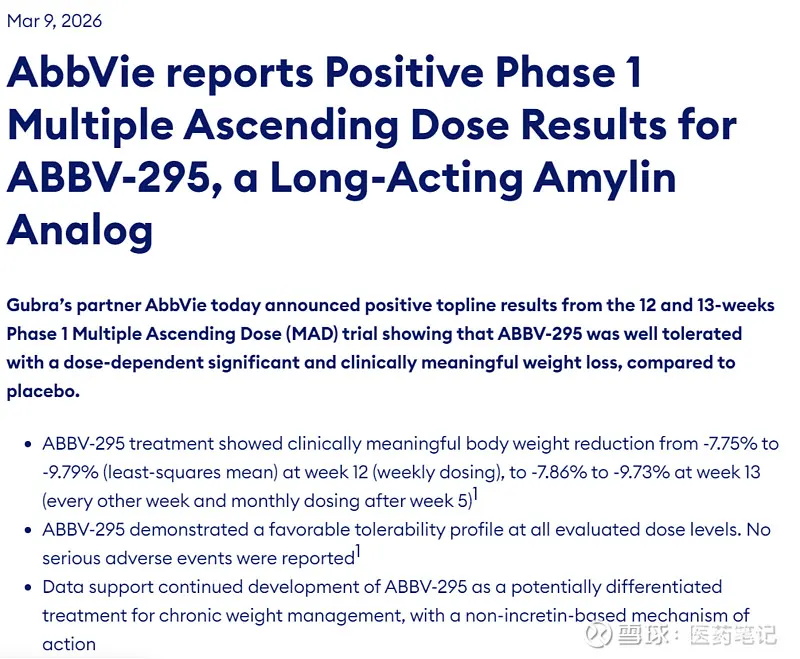 Mar 9, 2026
AbbVie reports Positive Phase 1
Multiple Ascending Dose Results for
ABBV-295, a Long-Acting Amylin
Analog
Gubra’s partner AbbVie today announced positive topline results from the 12 and 13-weeks
Phase 1 Multiple Ascending Dose (MAD) trial showing that ABBV-295 was well tolerated
with a dose-dependent significant and clinically meaningful weight loss, compared to
placebo.
• ABBV-295 treatment showed clinically meaningful body weight reduction from -7.75% to
-9.79% (least-squares mean) at week 12 (weekly dosing), to -7.86% to -9.73% at week 13
(every other week and monthly dosing after week 5)1
• ABBV-295 demonstrated a favorable tolerability profile at all evaluated dose levels. No
serious adverse events were reported1
• Data support continued development of ABBV-295 as a potentially differentiated
treatment for chronic weight management, with a non-incretin-based mechanism of
action
雪球：医药笔记